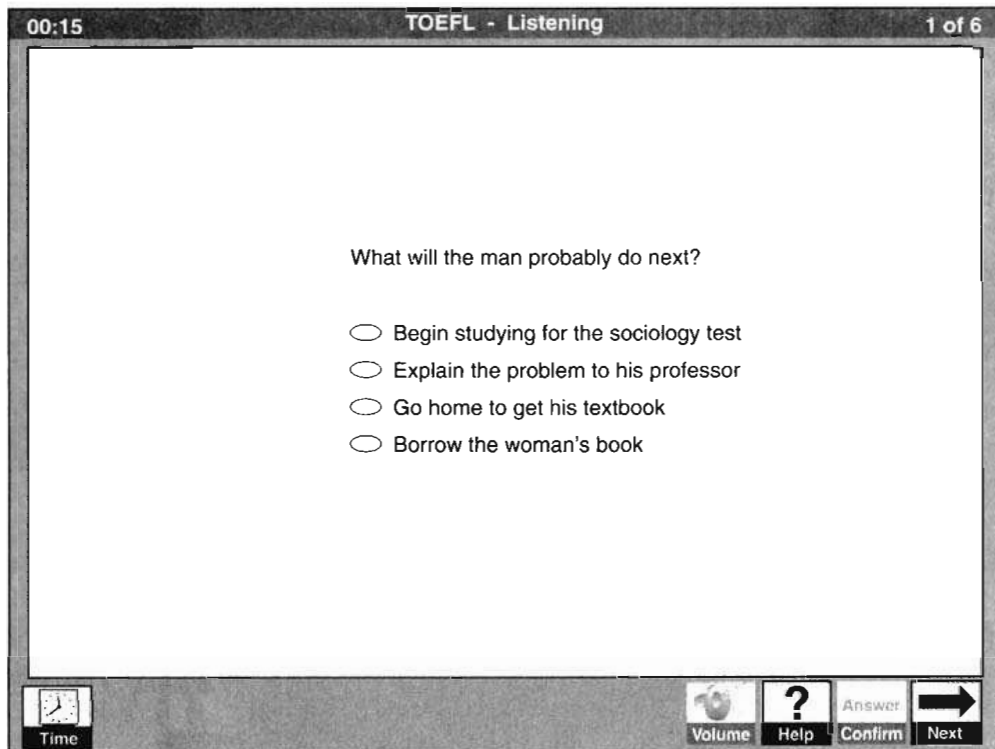 00:15 TOEFL - Listening 1 of 6
What will the man probably do next?
Begin studying for the sociology test
Explain the problem to his professor
Go home to get his textbook
Borrow the woman's book
Time Volume ? Help Answer Confirm Next